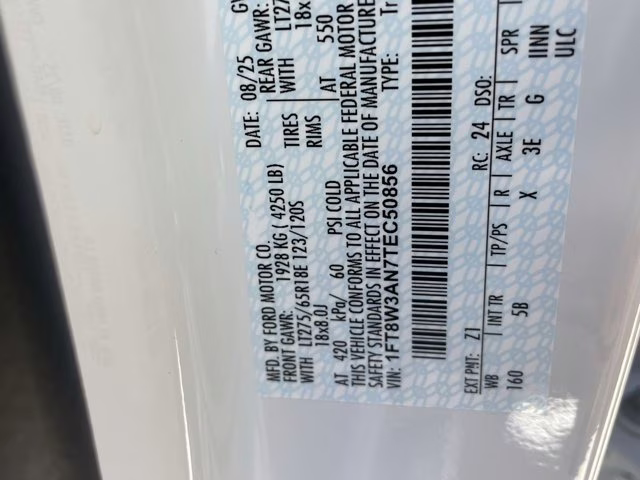 MFD. BY FORD MOTOR CO.
DATE: 08/25 GV
FRONT GAWR: 1928 KG ( 4250 LB) REAR GAWR:
WITH LT275/65R18E 123/120S TIRES WITH LT27
18x8.0J RIMS 18x
AT 420 kPa/ 60 PSI COLD AT 550
THIS VEHICLE CONFORMS TO ALL APPLICABLE FEDERAL MOTOR
SAFETY STANDARDS IN EFFECT ON THE DATE OF MANUFACTURE
VIN: 1FT8W3AN7TEC50856 TYPE: Tr
EXT PNT: Z1 RC: 24 DSO:
WB INT TR TP/PS R AXLE TR SPR
160 5B X 3E G IINN
ULC